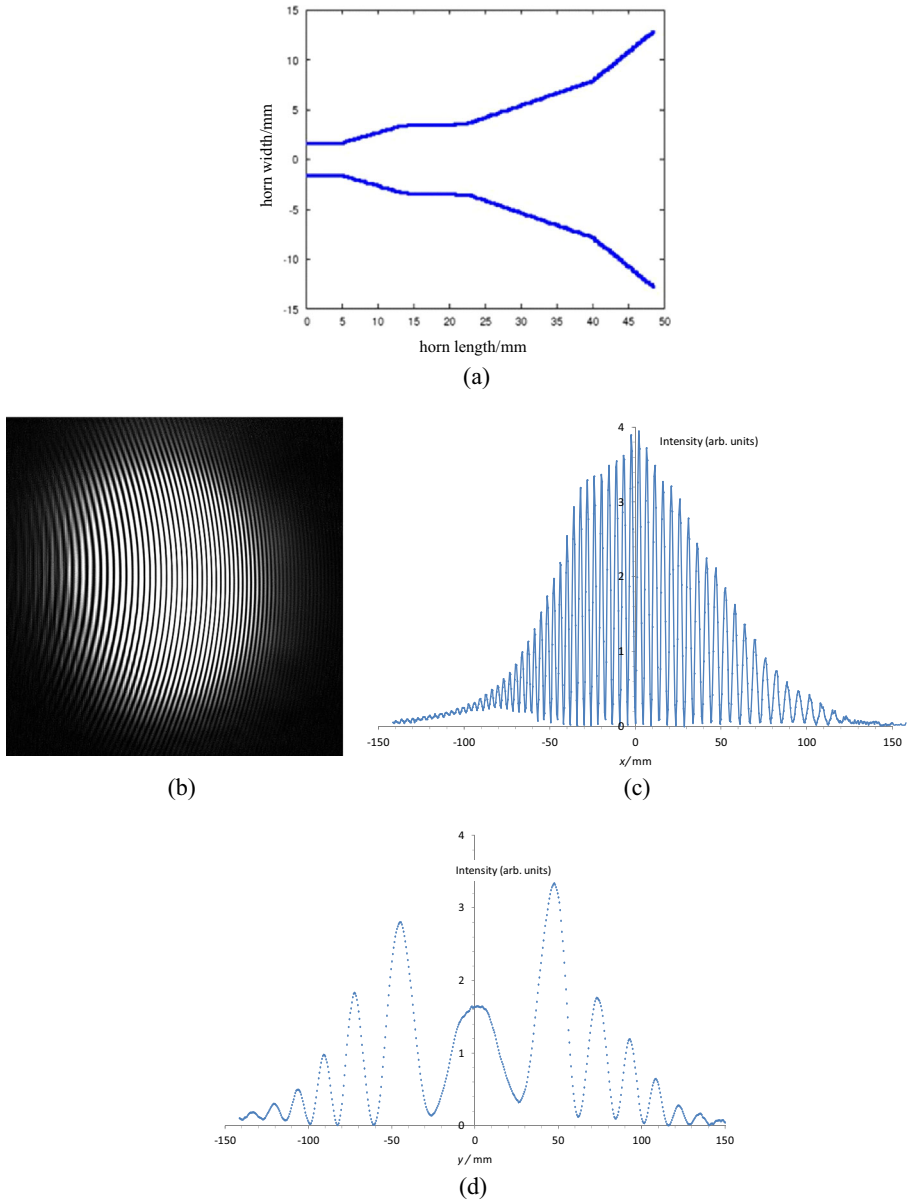 15
10
5
0
-5
-10
-15
horn width/mm
0 5 10 15 20 25 30 35 40 45 50
horn length/mm
(a)
(b)
4
Intensity (arb. units)
3
2
1
0
-150 -100 -50 0 50 100 150
x/mm
(c)
4
Intensity (arb. units)
3
2
1
0
-150 -100 -50 0 50 100 150
y / mm
(d)